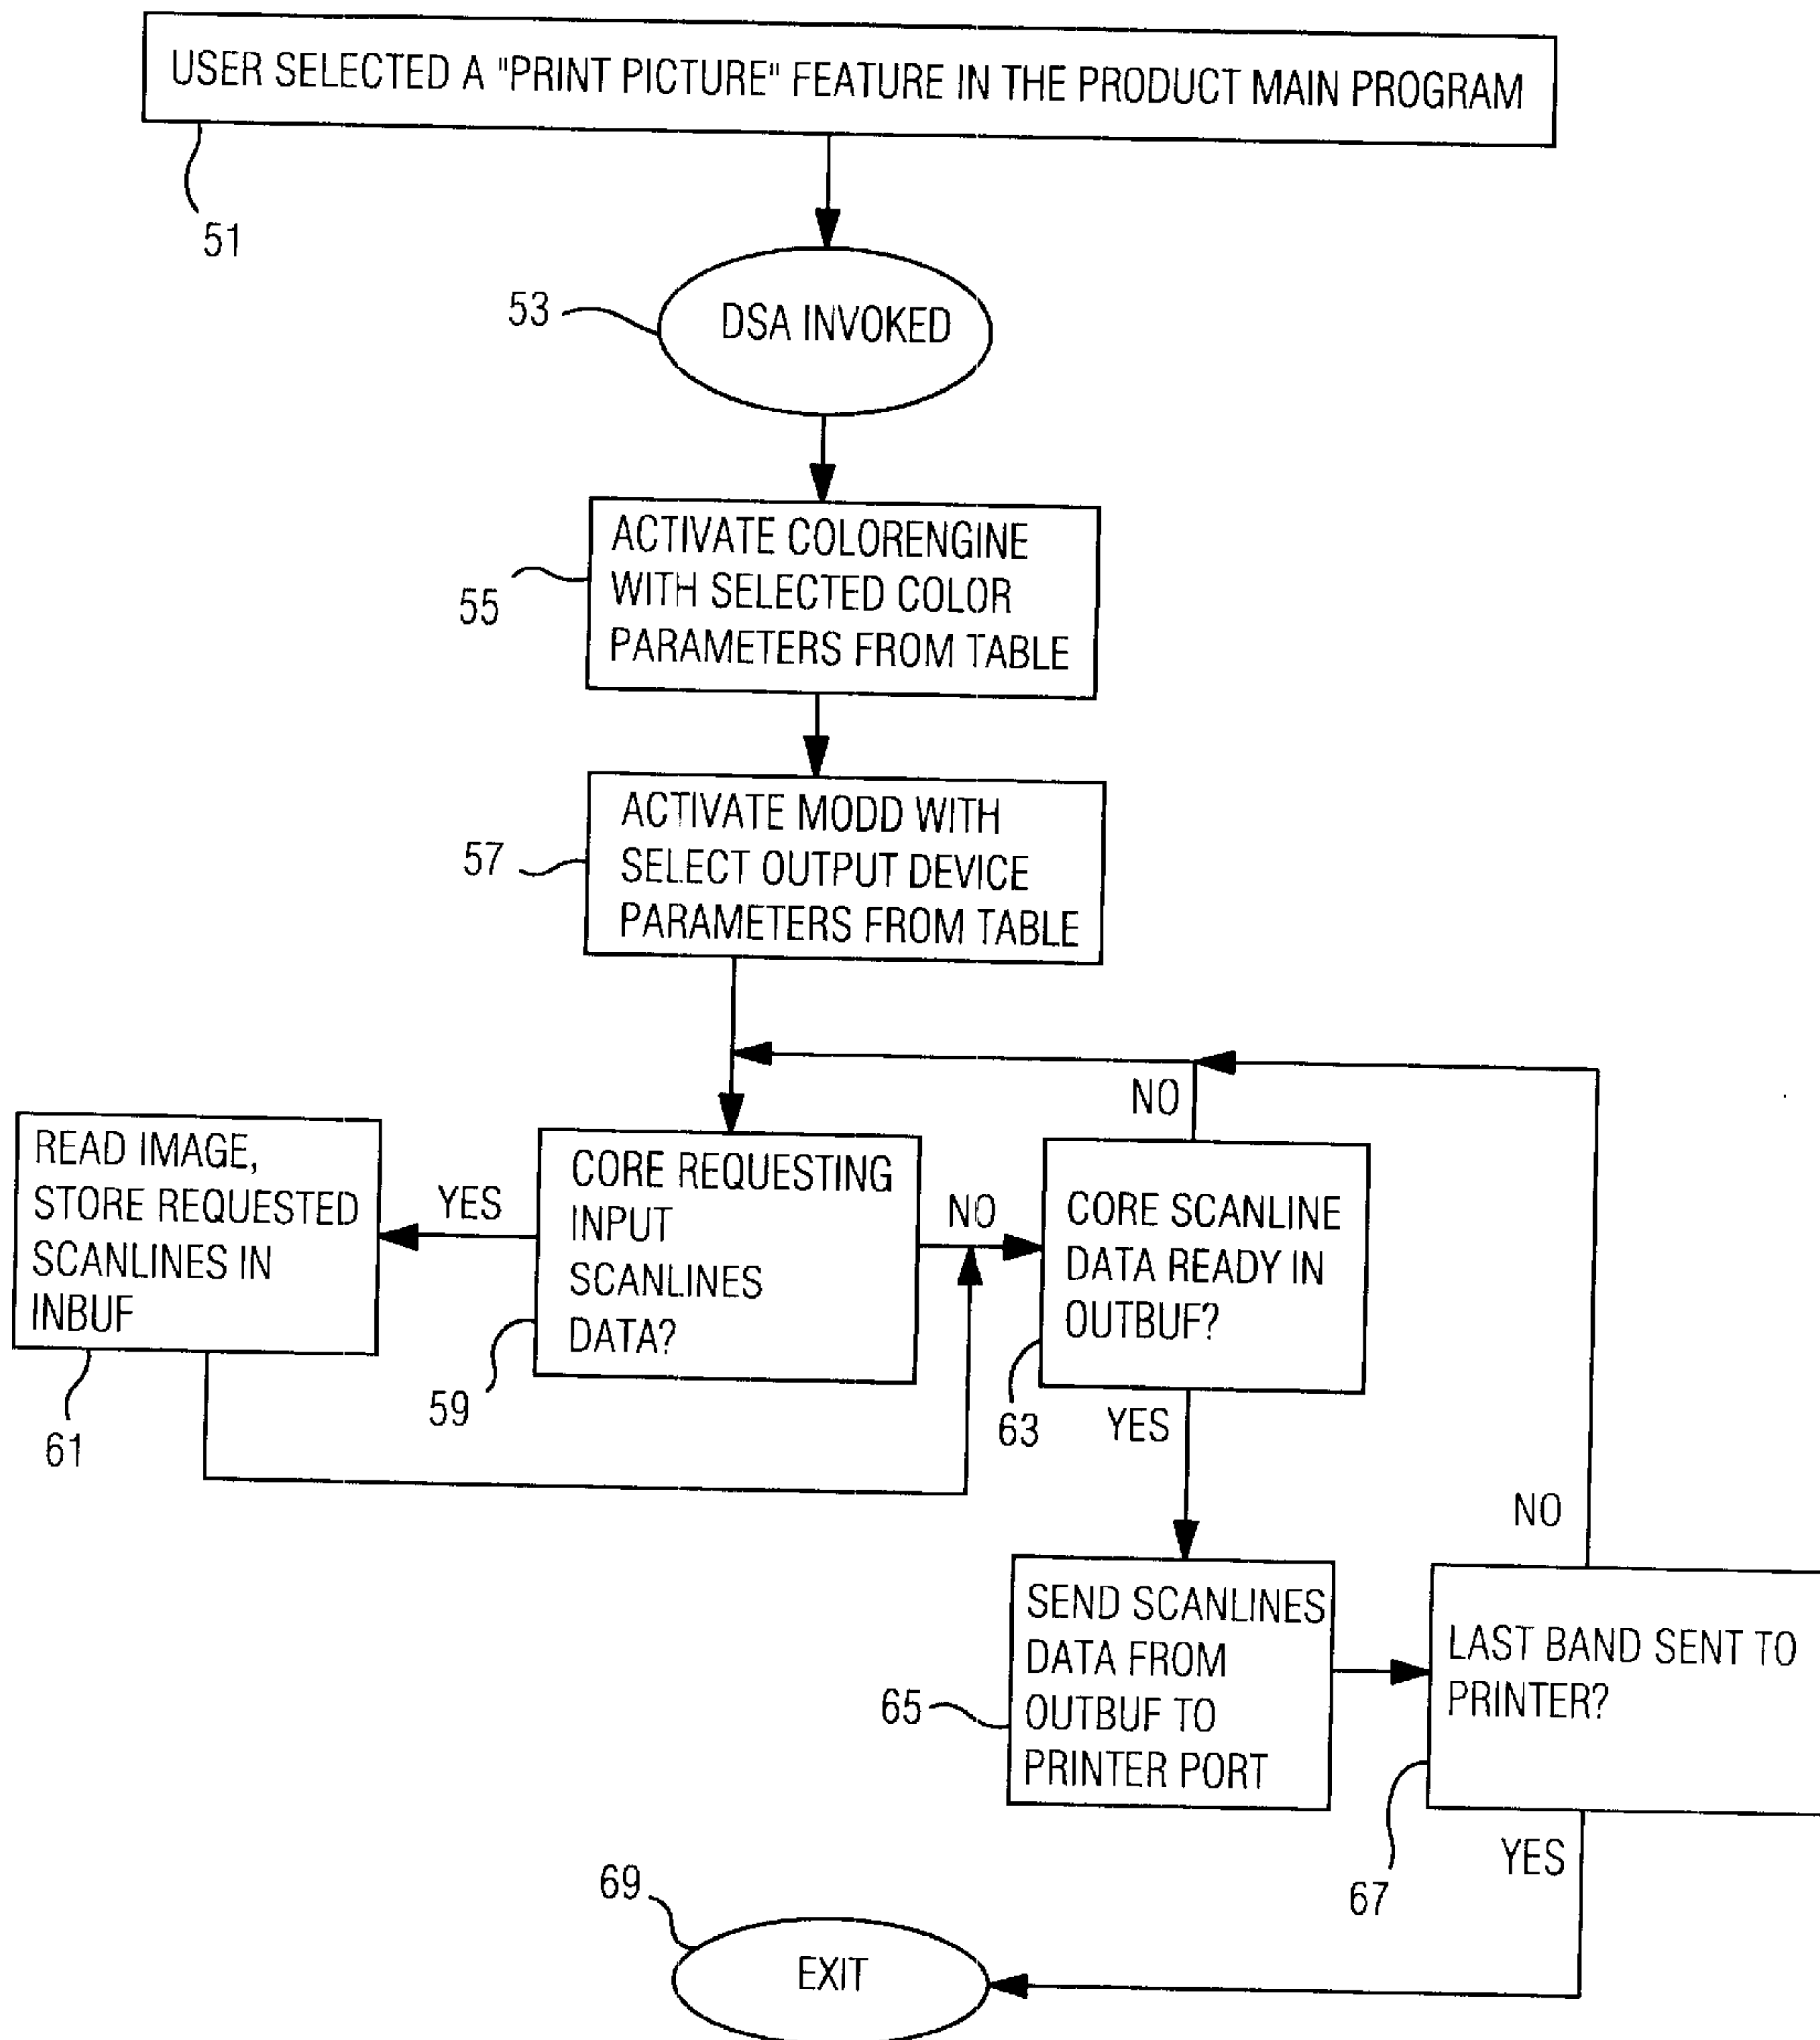 USER SELECTED A "PRINT PICTURE" FEATURE IN THE PRODUCT MAIN PROGRAM
51
53
DSA INVOKED
55
ACTIVATE COLORENGINE
WITH SELECTED COLOR
PARAMETERS FROM TABLE
57
ACTIVATE MODD WITH
SELECT OUTPUT DEVICE
PARAMETERS FROM TABLE
READ IMAGE,
STORE REQUESTED
SCANLINES IN
INBUF
61
YES
CORE REQUESTING
INPUT
SCANLINES
DATA?
59
NO
NO
CORE SCANLINE
DATA READY IN
OUTBUF?
63
YES
SEND SCANLINES
DATA FROM
OUTBUF TO
PRINTER PORT
65
NO
LAST BAND SENT TO
PRINTER?
67
YES
69
EXIT